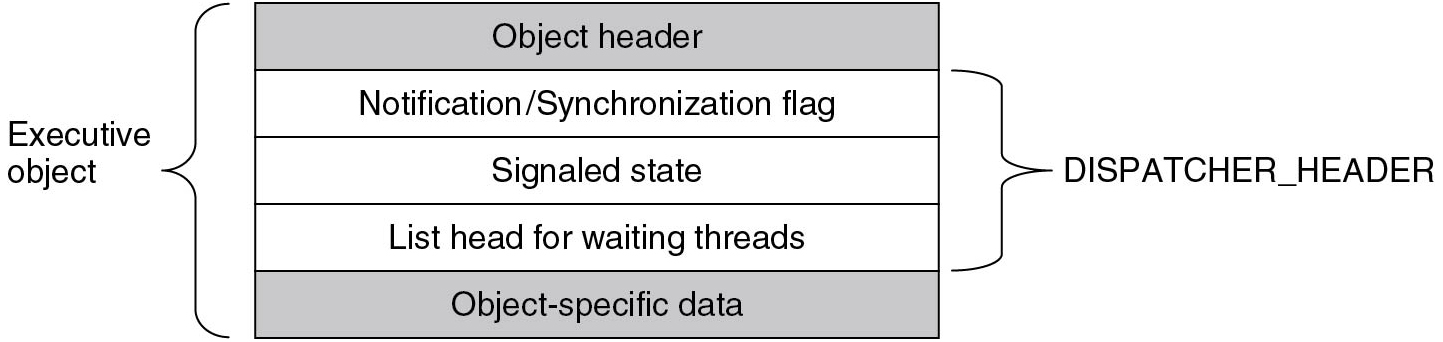 Object header
Notification/Synchronization flag
Executive
object
Signaled state
DISPATCHER_HEADER
List head for waiting threads
Object-specific data